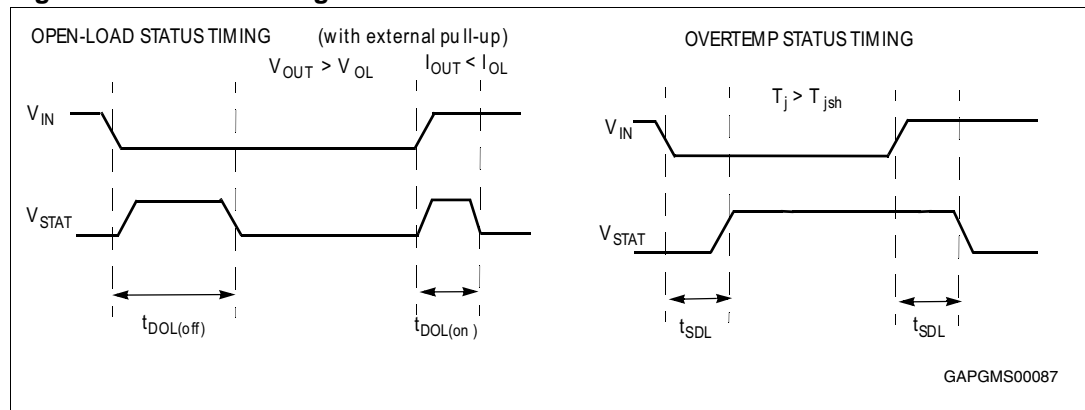 OPEN-LOAD STATUS TIMING (with external pull-up)
V_OUT > V_OL I_OUT < I_OL
V_IN
V_STAT
t_DOL(off) t_DOL(on)
OVERTEMP STATUS TIMING
T_j > T_jsh
V_IN
V_STAT
t_SDL t_SDL
GAPGMS00087